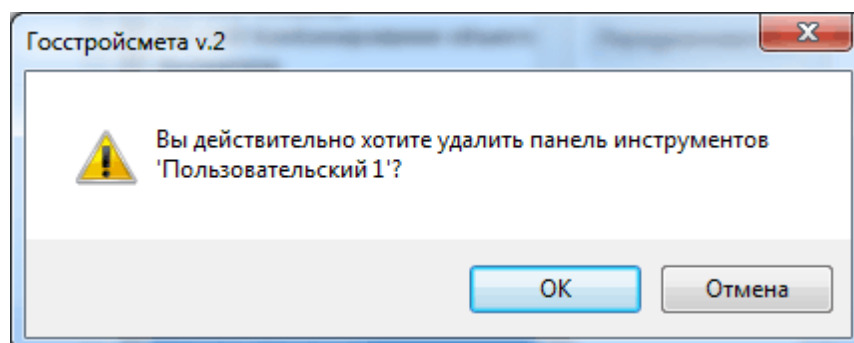 Госстройсмета v.2
Вы действительно хотите удалить панель инструментов
'Пользовательский 1'?
OK
Отмена